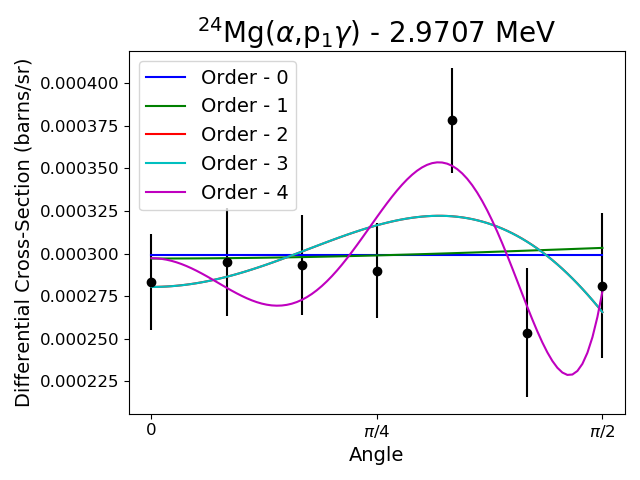 ²⁴Mg(α,p₁γ) - 2.9707 MeV
Order - 0
Order - 1
Order - 2
Order - 3
Order - 4
Differential Cross-Section (barns/sr)
0.000400
0.000375
0.000350
0.000325
0.000300
0.000275
0.000250
0.000225
0
π/4
π/2
Angle